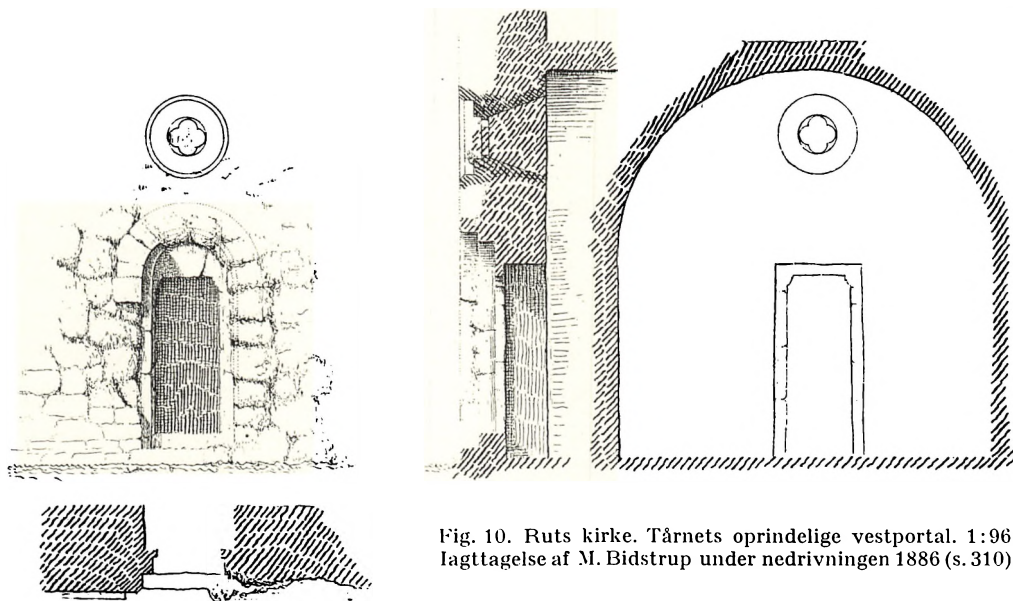 Fig. 10. Ruts kirke. Tårnets oprindelige vestportal. 1:96
Iagttagelse af M. Bidstrup under nedrivningen 1886 (s. 310)